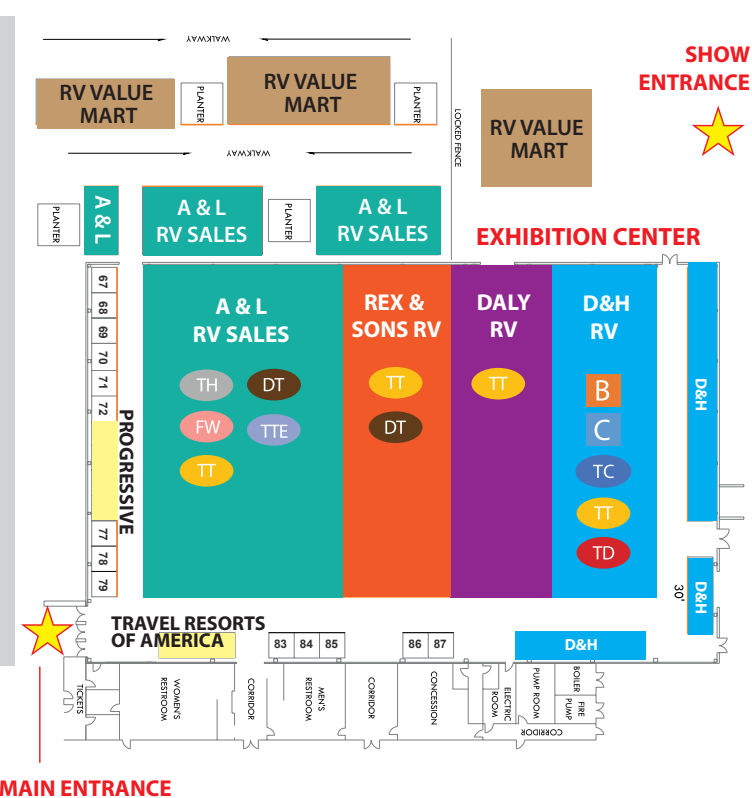 WALKWAY
SHOW
ENTRANCE
RV VALUE
MART
PLANTER
RV VALUE
MART
PLANTER
RV VALUE
MART
LOCKED FENCE
WALKWAY
PLANTER
A & L
A & L
RV SALES
PLANTER
A & L
RV SALES
EXHIBITION CENTER
67
68
69
70
71
72
PROGRESSIVE
77
78
79
A & L
RV SALES
TH
DT
FW
TTE
TT
REX &
SONS RV
TT
DT
DALY
RV
TT
D&H
RV
B
C
TC
TT
TD
D&H
D&H
30'
TRAVEL RESORTS
OF AMERICA
83
84
85
86
87
D&H
TICKETS
WOMEN'S
RESTROOM
CORRIDOR
MEN'S
RESTROOM
CORRIDOR
CONCESSION
ELECTRIC
ROOM
PUMP ROOM
BOILER
FIRE
PUMP
CORRIDOR
MAIN ENTRANCE